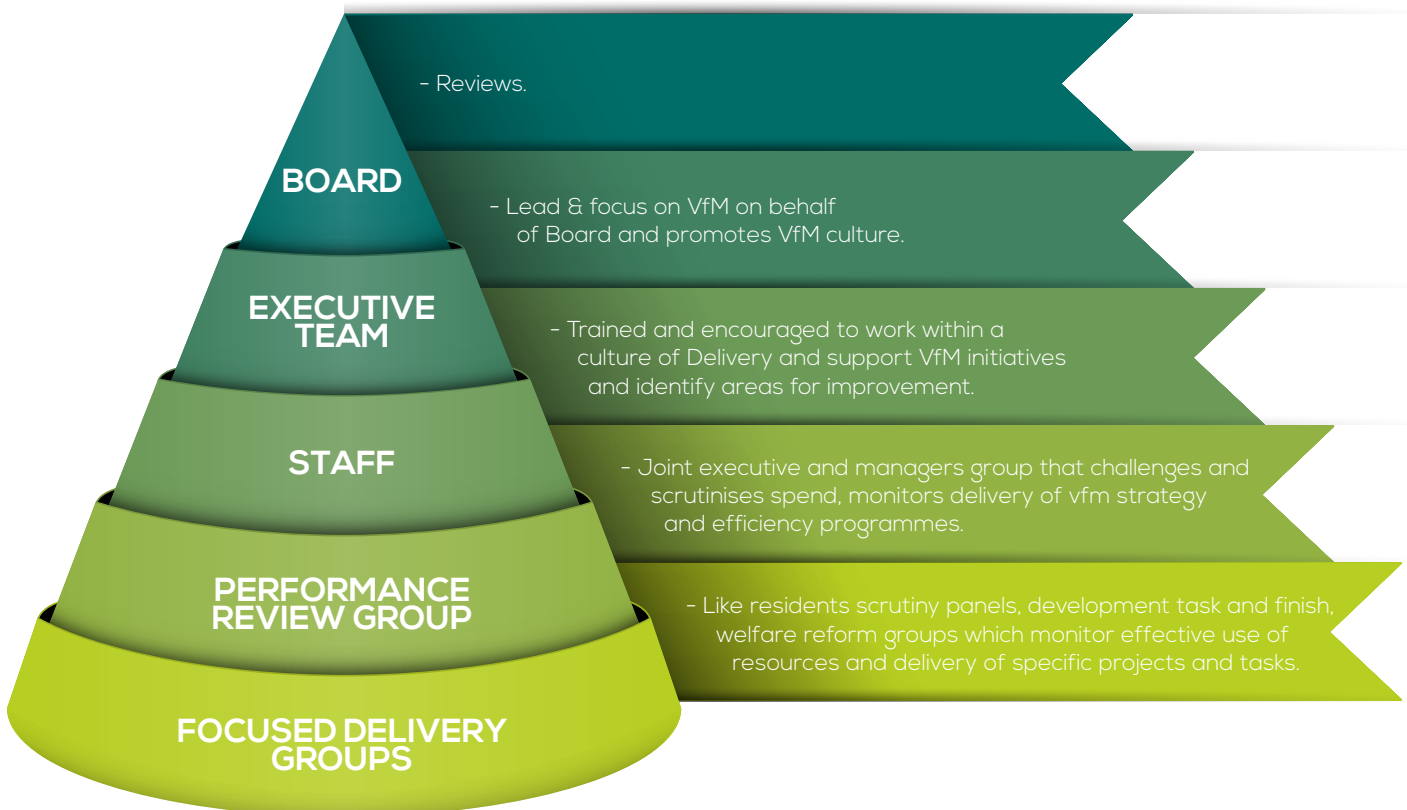 - Reviews.
BOARD
- Lead & focus on VfM on behalf
of Board and promotes VfM culture.
EXECUTIVE
TEAM
- Trained and encouraged to work within a
culture of Delivery and support VfM initiatives
and identify areas for improvement.
STAFF
- Joint executive and managers group that challenges and
scrutinises spend, monitors delivery of vfm strategy
and efficiency programmes.
PERFORMANCE
REVIEW GROUP
- Like residents scrutiny panels, development task and finish,
welfare reform groups which monitor effective use of
resources and delivery of specific projects and tasks.
FOCUSED DELIVERY
GROUPS